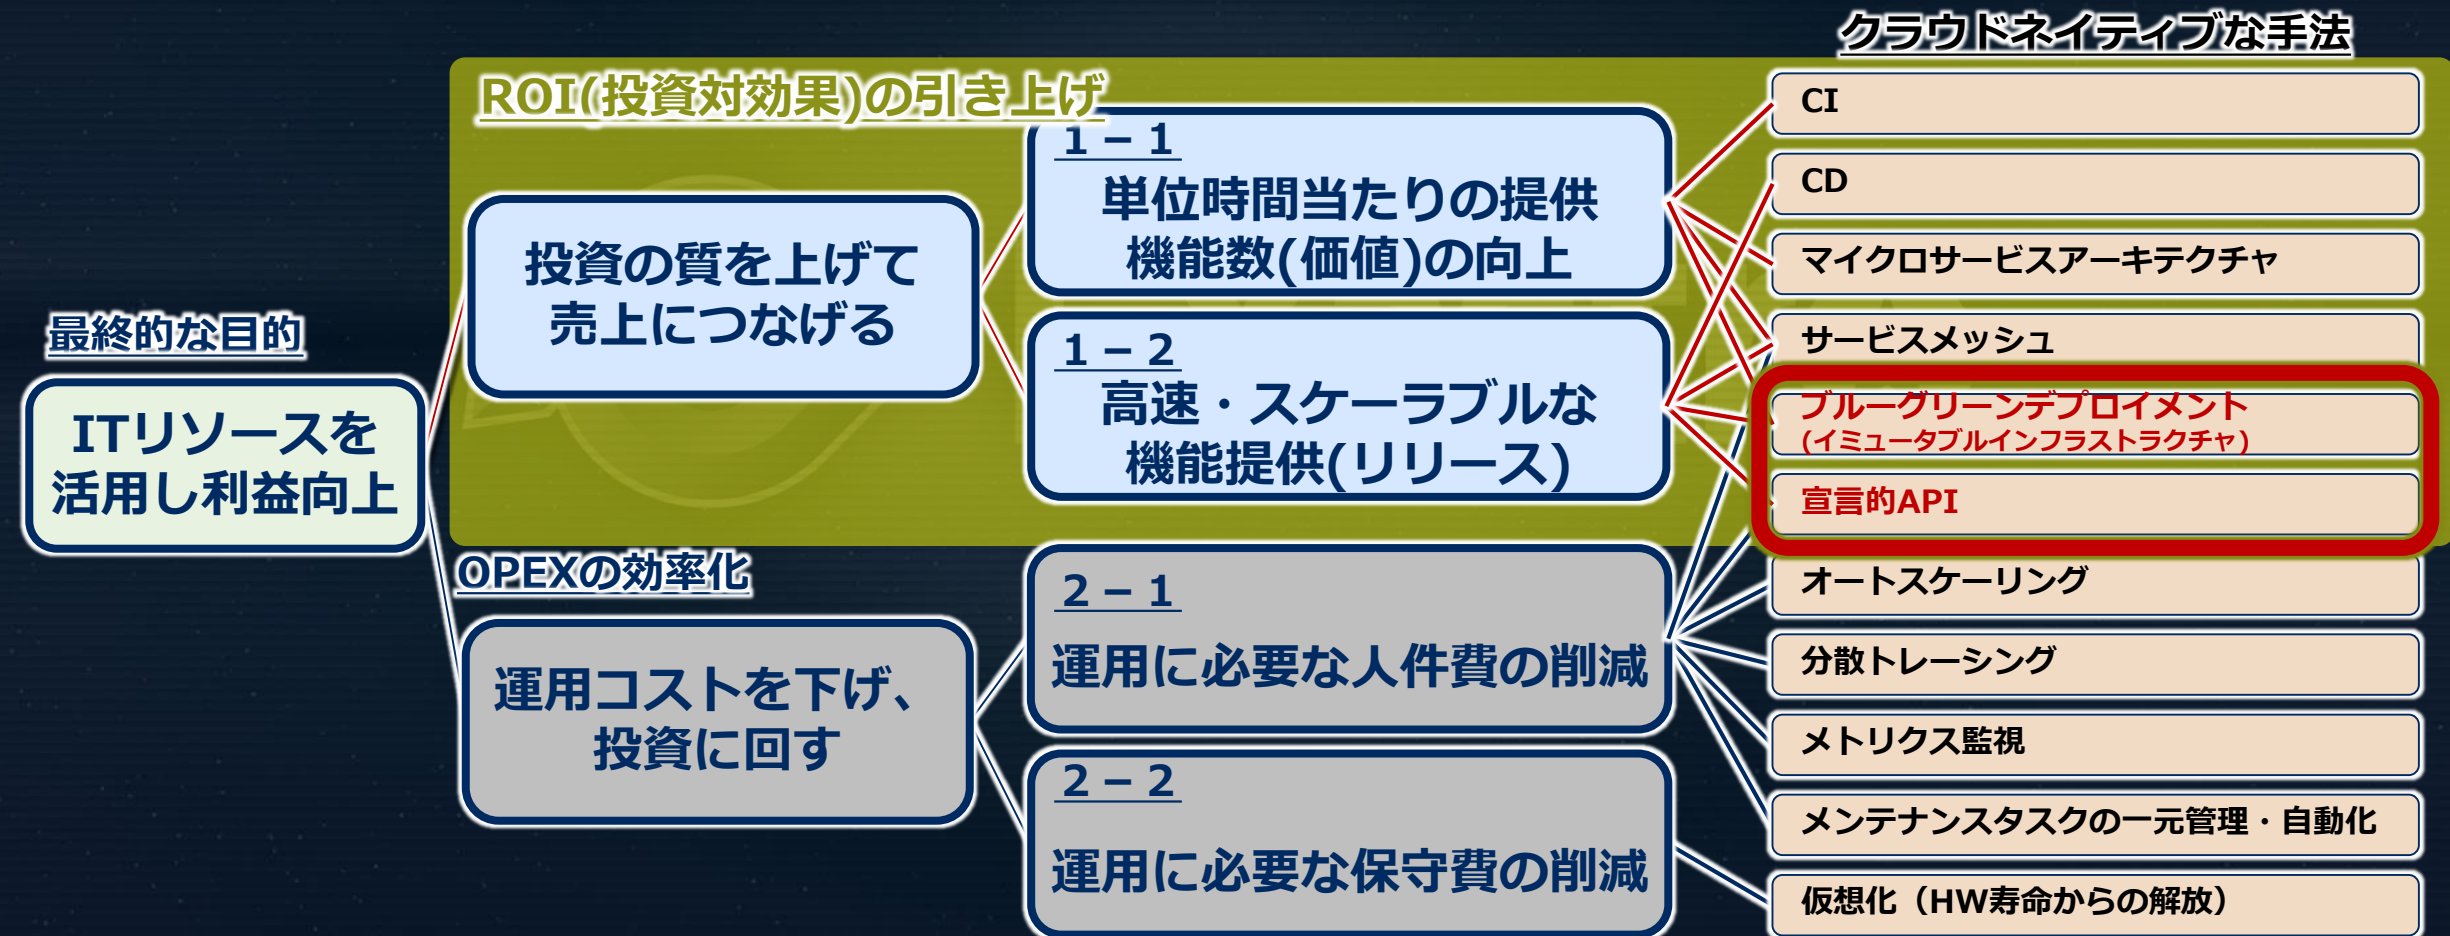 クラウドネイティブな手法
ROI(投資対効果)の引き上げ
最終的な目的
ITリソースを
活用し利益向上
投資の質を上げて
売上につなげる
1－1
単位時間当たりの提供
機能数(価値)の向上
1－2
高速・スケーラブルな
機能提供(リリース)
OPEXの効率化
運用コストを下げ、
投資に回す
2－1
運用に必要な人件費の削減
2－2
運用に必要な保守費の削減
CI
CD
マイクロサービスアーキテクチャ
サービスメッシュ
ブルーグリーンデプロイメント
(イミュータブルインフラストラクチャ)
宣言的API
オートスケーリング
分散トレーシング
メトリクス監視
メンテナンスタスクの一元管理・自動化
仮想化（HW寿命からの解放）